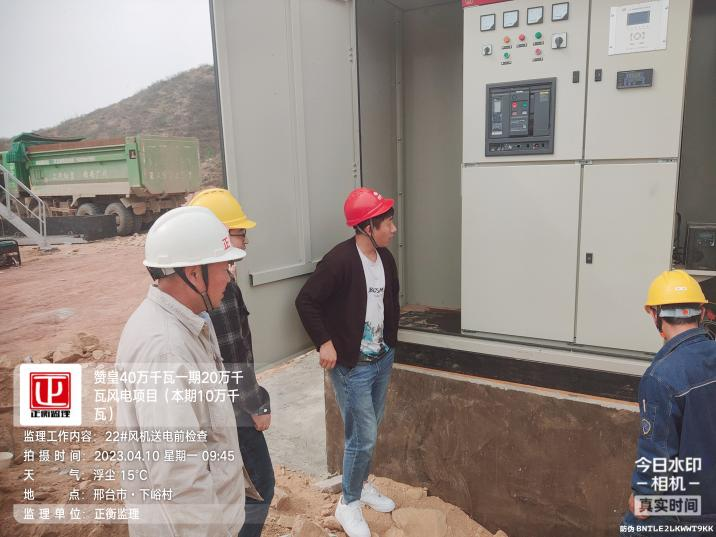 正
正衡监理
赞皇40万千瓦一期20万千
瓦风电项目（本期10万千
瓦）
监理工作内容：22#风机送电前检查
拍摄时间：2023.04.10 星期一 09:45
天　　气：浮尘 15℃
地　　点：邢台市·下峪村
监理单位：正衡监理
今日水印
-相机-
真实时间
防伪 BNTLE2LKWWT9KK